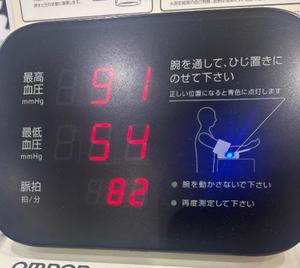 腕を通して、ひじ置きに
のせて下さい
正しい位置になると青色に点灯します
最高
血圧
mmHg
91
最低
血圧
mmHg
54
脈拍
拍/分
82
● 腕を動かさないで下さい
● 再度測定して下さい
OMRON